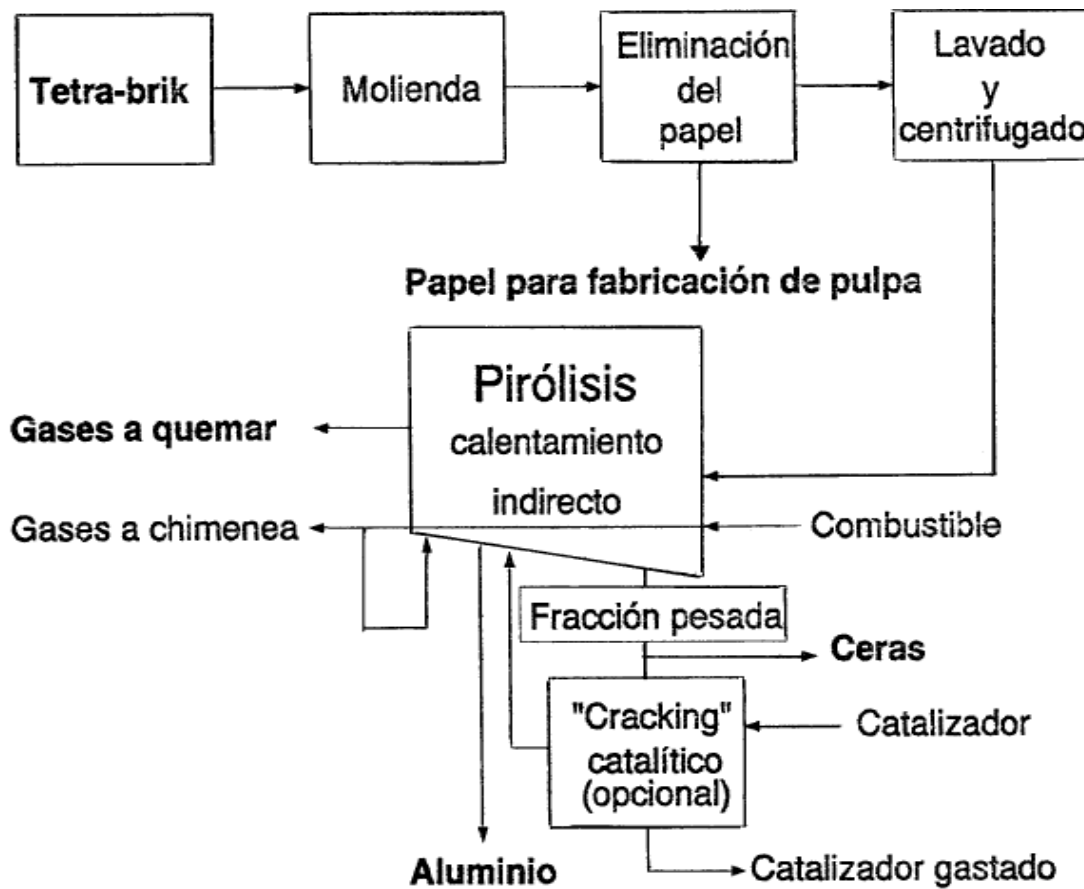 Tetra-brik
Molienda
Eliminación
del
papel
Lavado
y
centrifugado
Papel para fabricación de pulpa
Pirólisis
calentamiento
indirecto
Gases a quemar
Gases a chimenea
Combustible
Fracción pesada
Ceras
"Cracking"
catalítico
(opcional)
Catalizador
Aluminio
Catalizador gastado